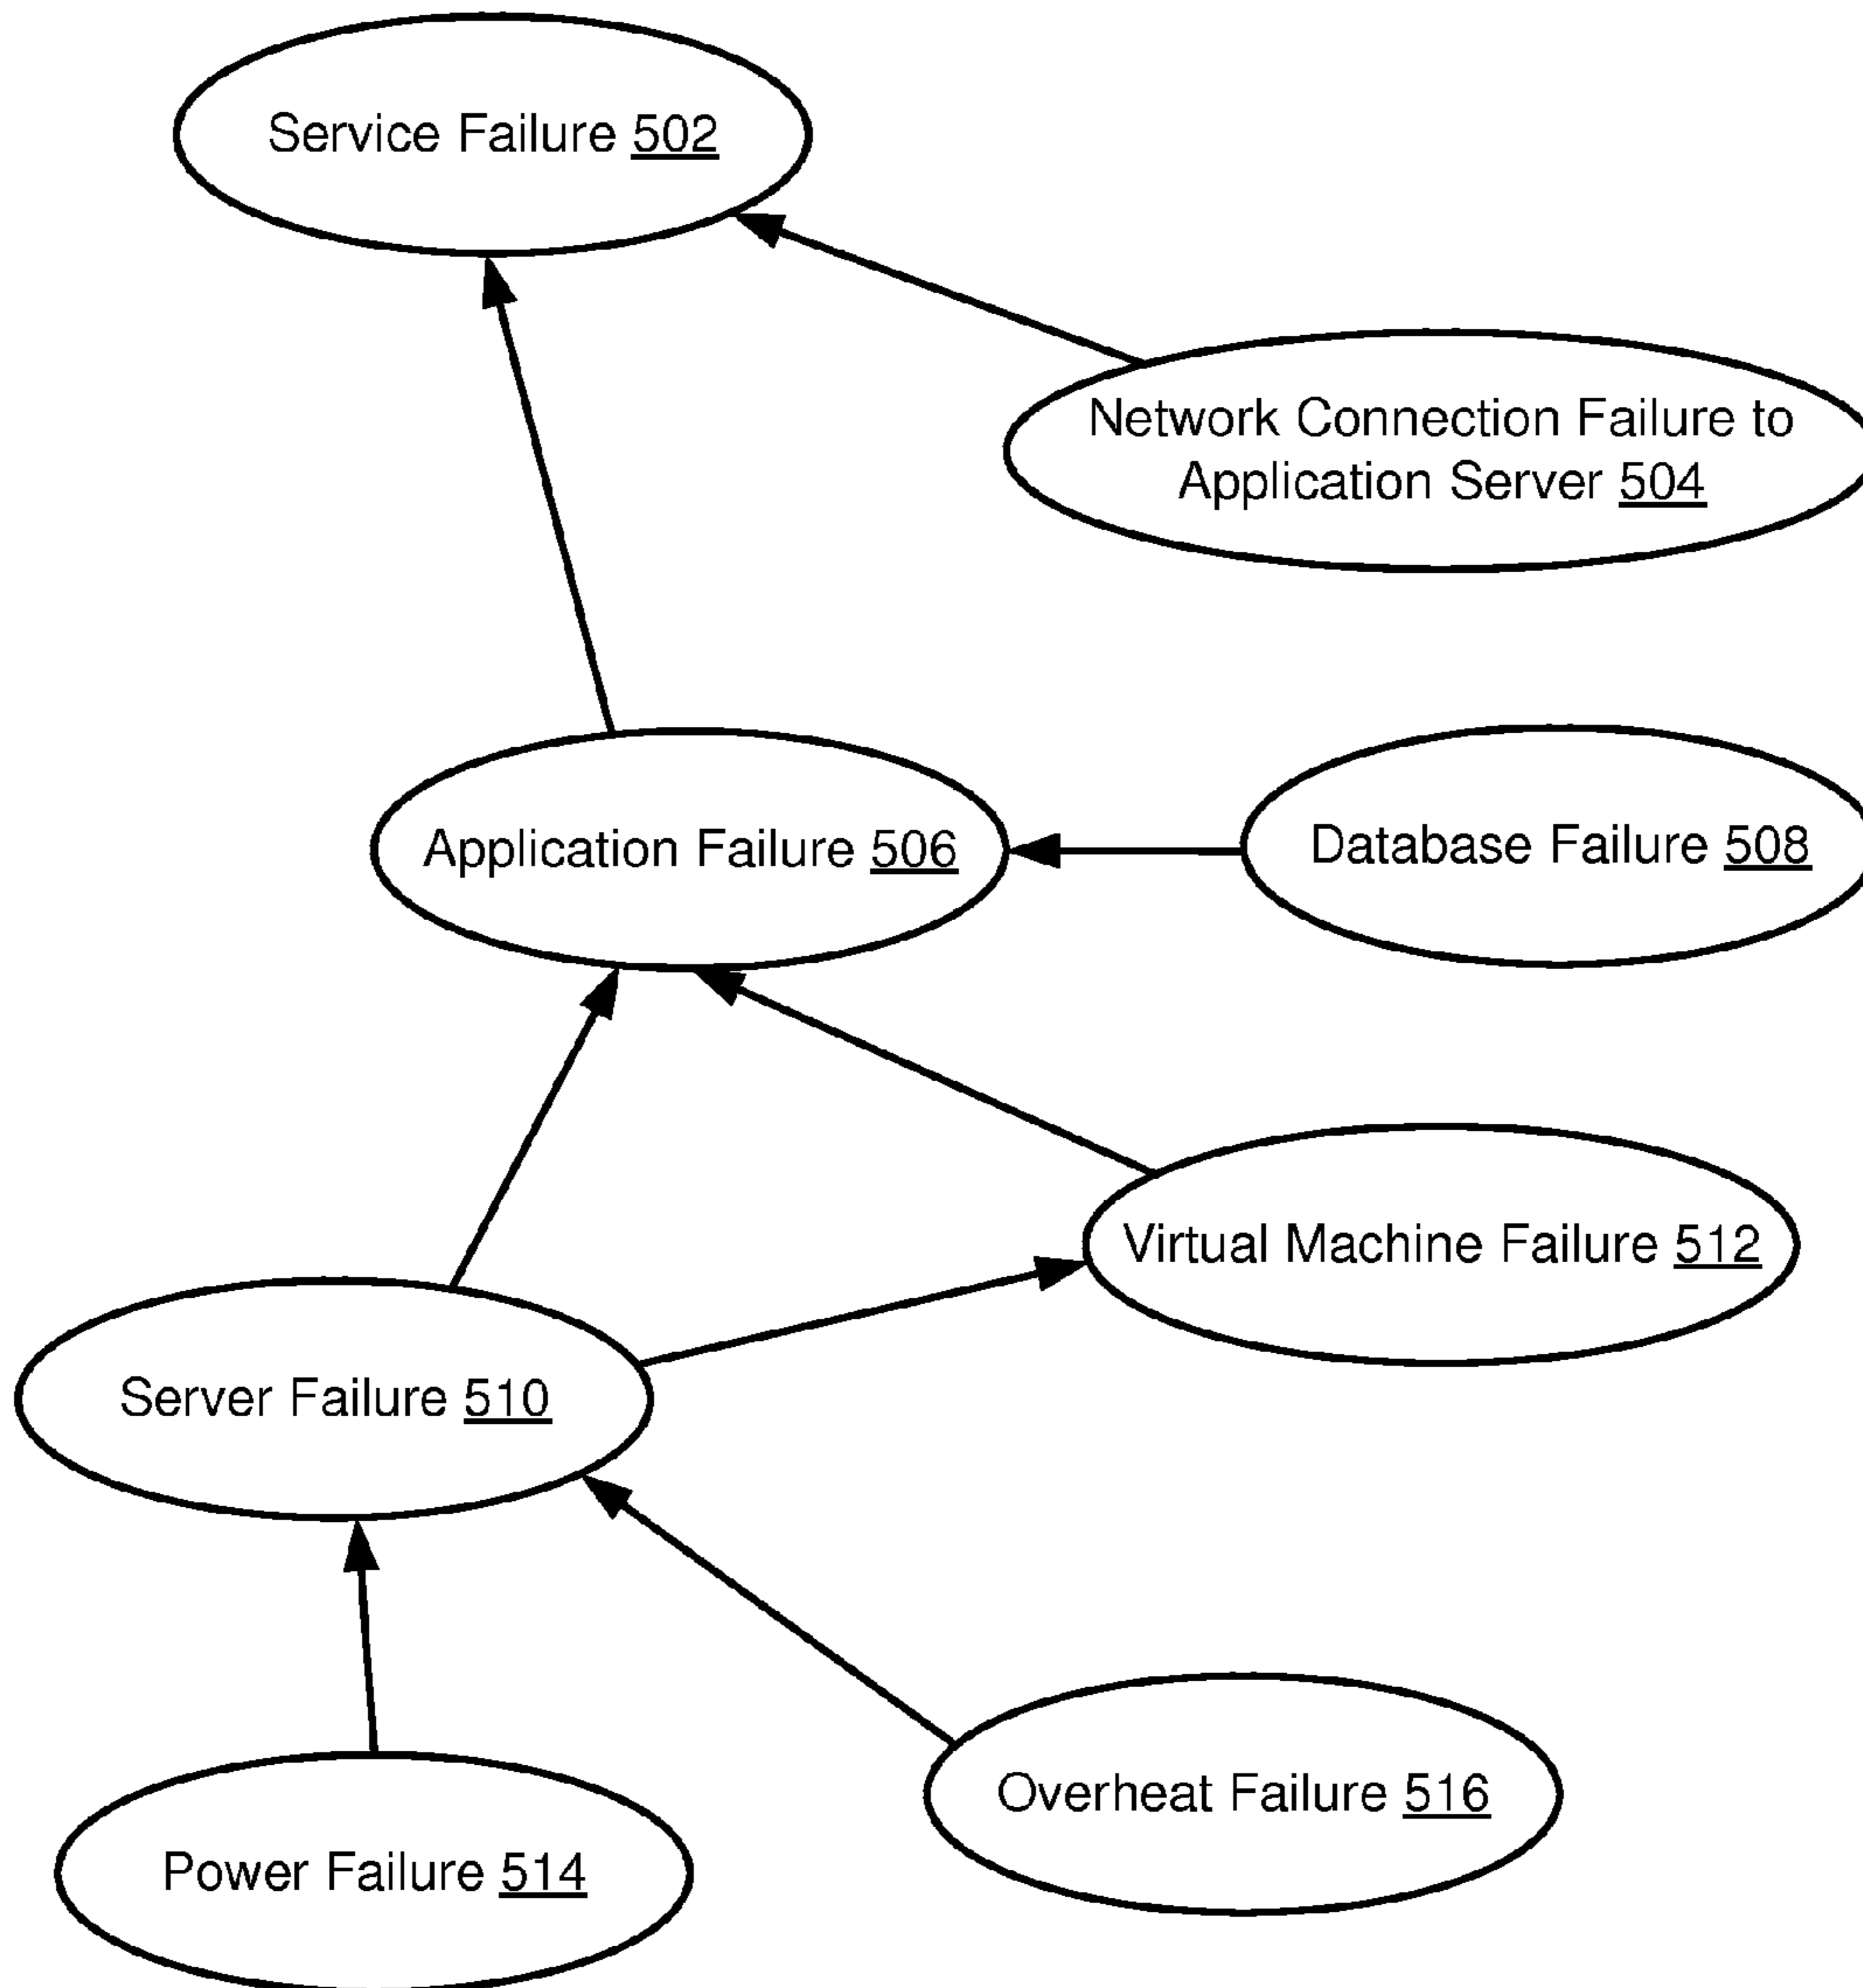 Service Failure 502
Network Connection Failure to
Application Server 504
Application Failure 506
Database Failure 508
Virtual Machine Failure 512
Server Failure 510
Overheat Failure 516
Power Failure 514